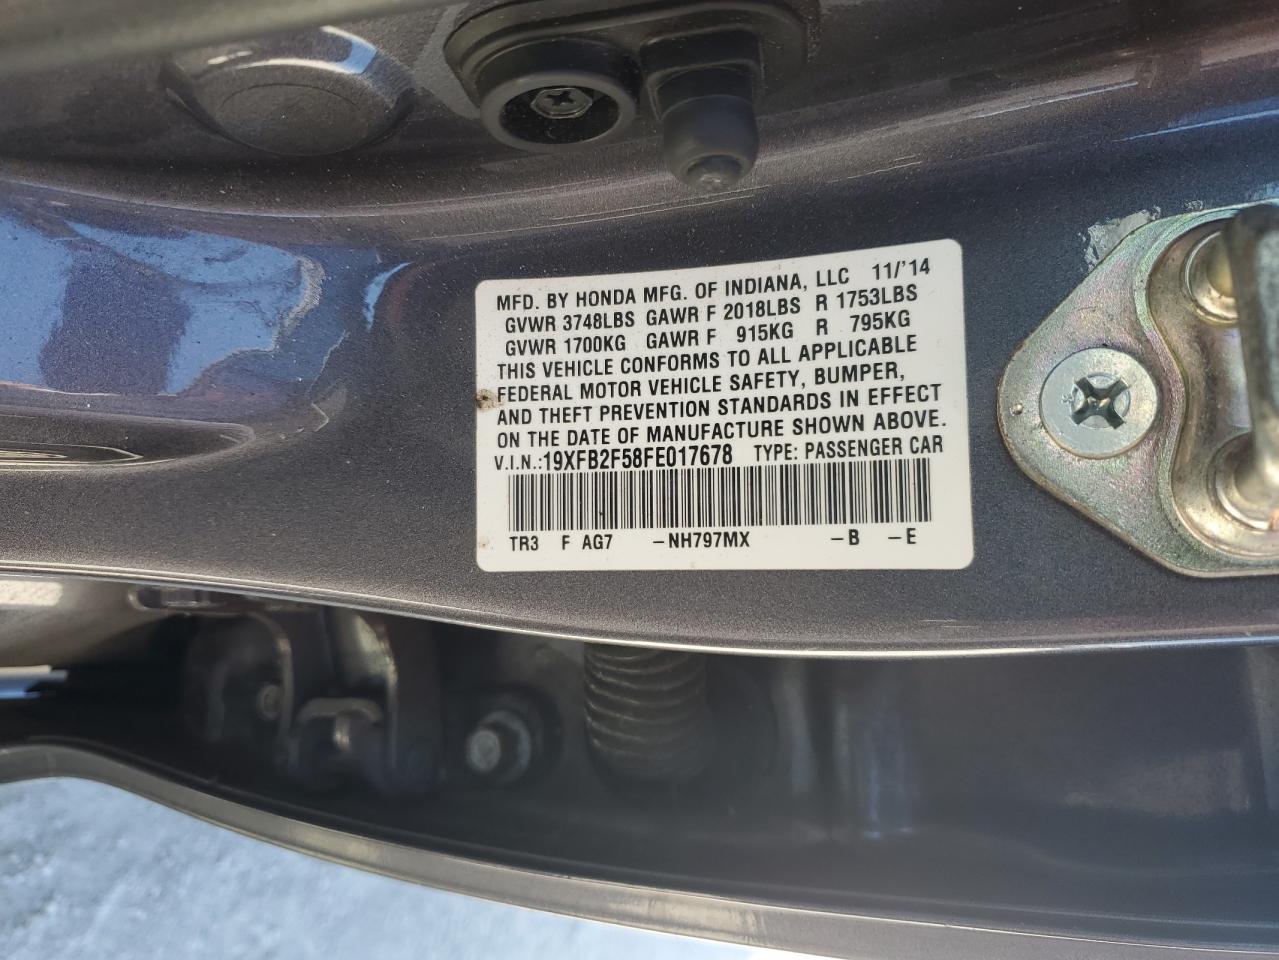 MFD. BY HONDA MFG. OF INDIANA, LLC 11/'14
GVWR 3748LBS GAWR F 2018LBS R 1753LBS
GVWR 1700KG GAWR F 915KG R 795KG
THIS VEHICLE CONFORMS TO ALL APPLICABLE
FEDERAL MOTOR VEHICLE SAFETY, BUMPER,
AND THEFT PREVENTION STANDARDS IN EFFECT
ON THE DATE OF MANUFACTURE SHOWN ABOVE.
V.I.N.:19XFB2F58FE017678 TYPE: PASSENGER CAR
TR3 F AG7 -NH797MX -B -E